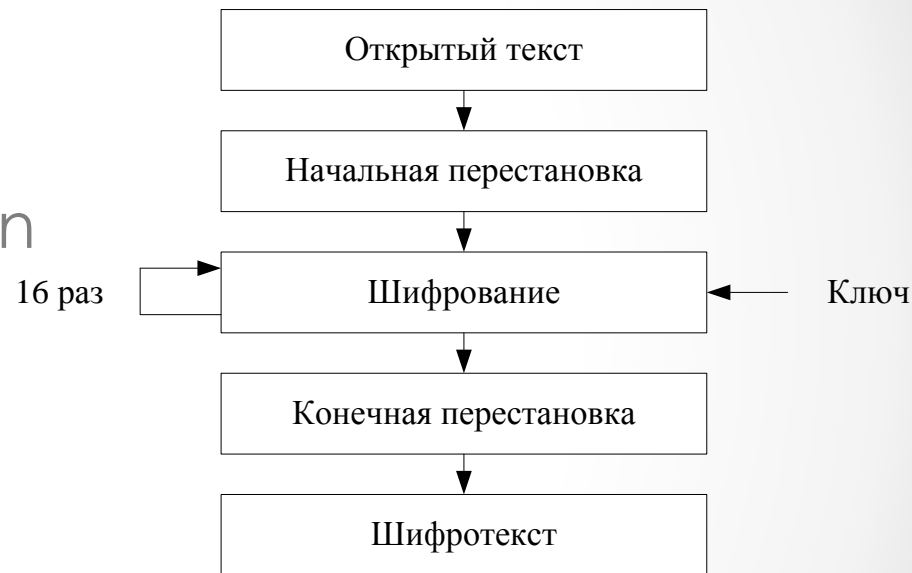 Открытый текст
Начальная перестановка
n
16 раз
Шифрование
Ключ
Конечная перестановка
Шифротекст